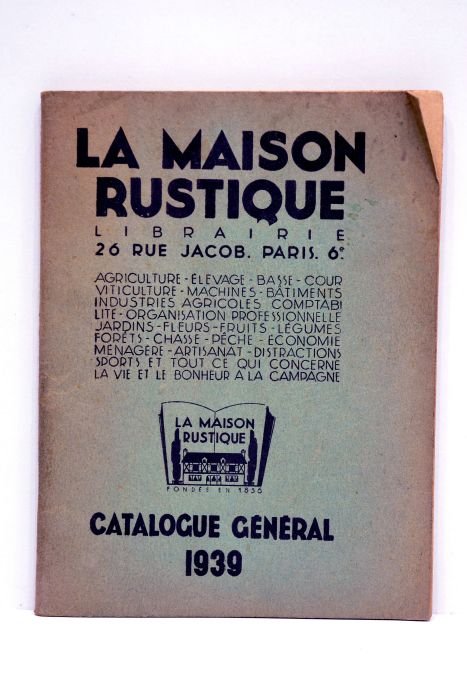 LA MAISON
RUSTIQUE
LIBRAIRIE
26 RUE JACOB. PARIS. 6e.
AGRICULTURE - ÉLEVAGE - BASSE - COUR
VITICULTURE - MACHINES - BÂTIMENTS
INDUSTRIES AGRICOLES COMPTABI
LITÉ - ORGANISATION PROFESSIONNELLE
JARDINS - FLEURS - FRUITS - LÉGUMES
FORÊTS - CHASSE - PÊCHE - ÉCONOMIE
MÉNAGÈRE - ARTISANAT - DISTRACTIONS
SPORTS ET TOUT CE QUI CONCERNE
LA VIE ET LE BONHEUR A LA CAMPAGNE
LA MAISON
RUSTIQUE
FONDÉE EN 1836
CATALOGUE GÉNÉRAL
1939